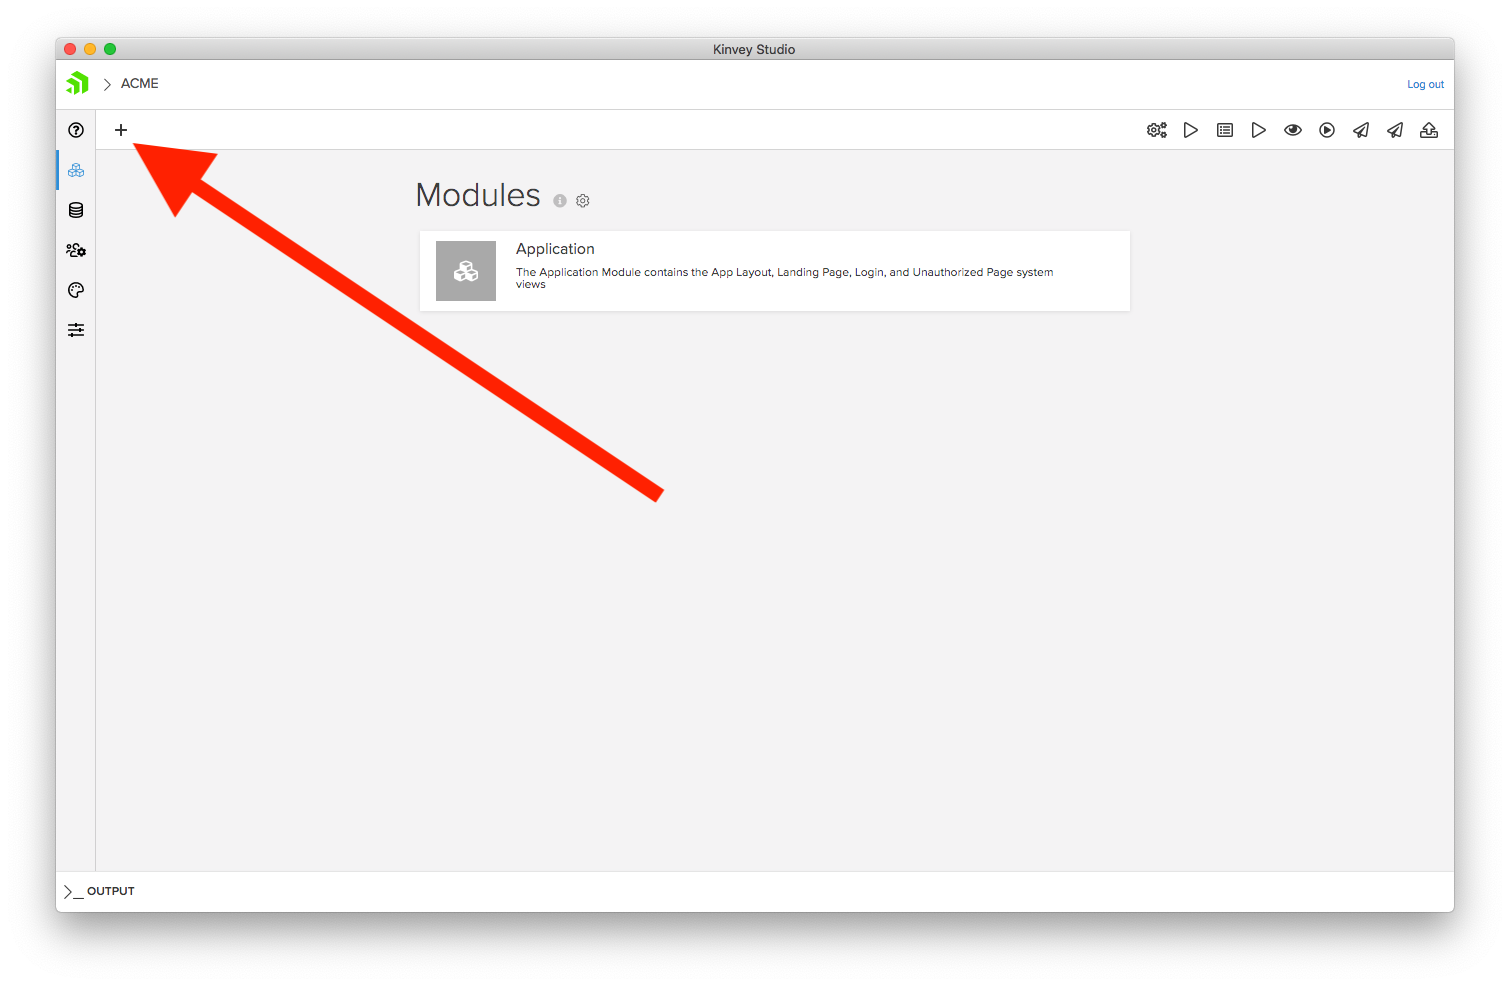 Kinvey Studio
ACME
Log out
Modules
Application
The Application Module contains the App Layout, Landing Page, Login, and Unauthorized Page system
views
OUTPUT